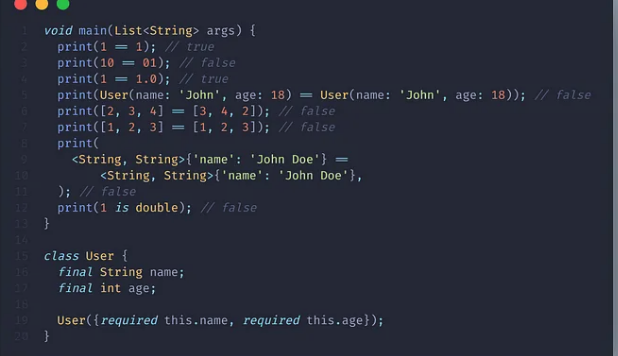 1 void main(List<String> args) {
2 print(1 == 1); // true
3 print(10 == 01); // false
4 print(1 == 1.0); // true
5 print(User(name: 'John', age: 18) == User(name: 'John', age: 18)); // false
6 print([2, 3, 4] == [3, 4, 2]); // false
7 print([1, 2, 3] == [1, 2, 3]); // false
8 print(
9 <String, String>{'name': 'John Doe'} ==
10 <String, String>{'name': 'John Doe'},
11 ); // false
12 print(1 is double); // false
13 }
14
15 class User {
16 final String name;
17 final int age;
18
19 User({required this.name, required this.age});
20 }